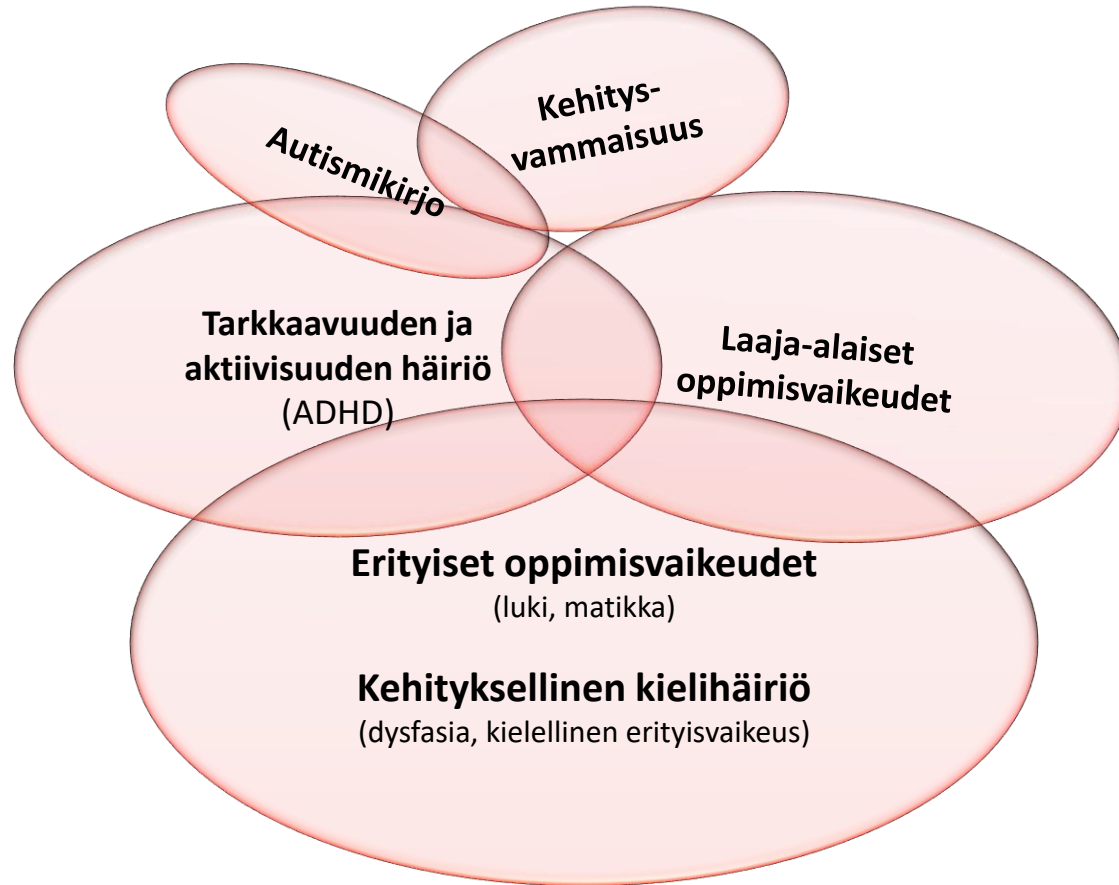 Kehitys-
vammaisuus
Autismikirjo
Tarkkaavuuden ja
aktiivisuuden häiriö
(ADHD)
Laaja-alaiset
oppimisvaikeudet
Erityiset oppimisvaikeudet
(luki, matikka)
Kehityksellinen kielihäiriö
(dysfasia, kielellinen erityisvaikeus)